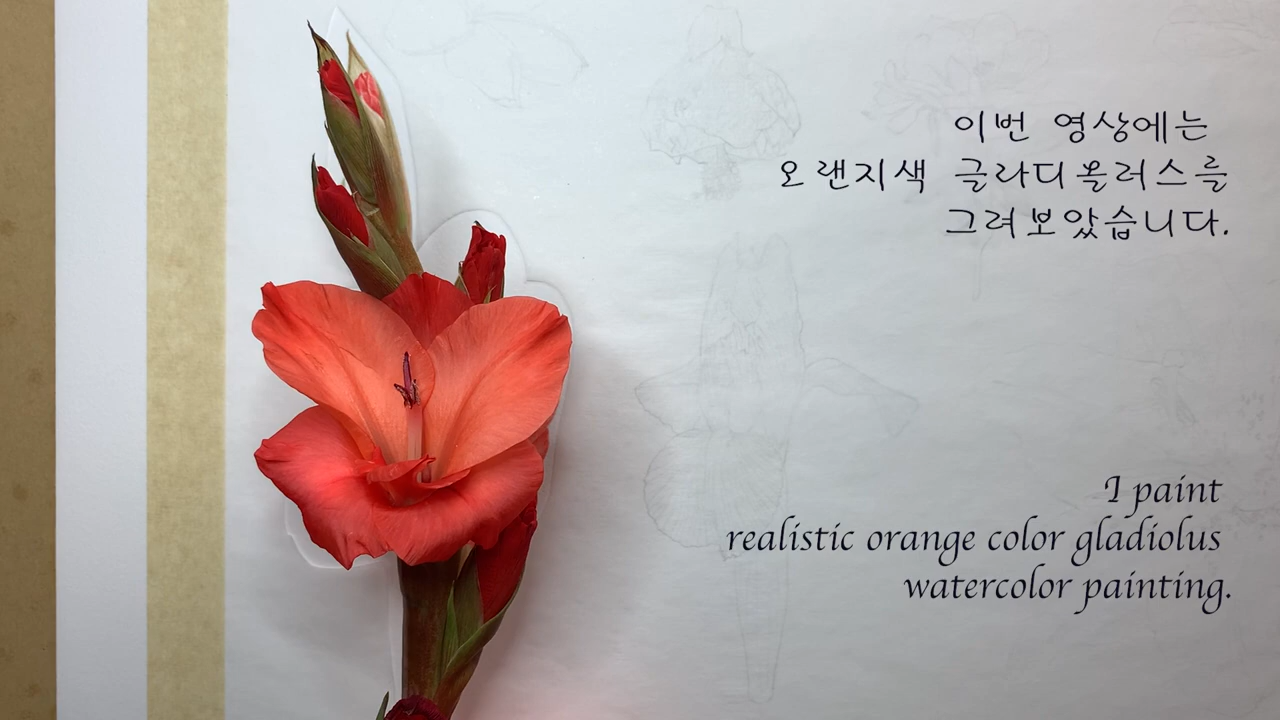 이번 영상에는
오랜지색 글라디올러스를
그려보았습니다.
I paint
realistic orange color gladiolus
watercolor painting.